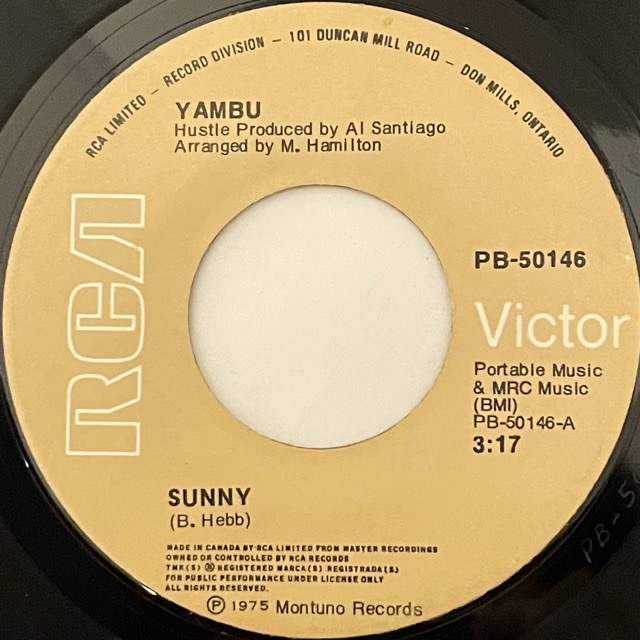 RCA LIMITED — RECORD DIVISION — 101 DUNCAN MILL ROAD — DON MILLS, ONTARIO
YAMBU
Hustle Produced by Al Santiago
Arranged by M. Hamilton
RCA
PB-50146
Victor
Portable Music
& MRC Music
(BMI)
PB-50146-A
3:17
SUNNY
(B. Hebb)
MADE IN CANADA BY RCA LIMITED FROM MASTER RECORDINGS
OWNED OR CONTROLLED BY RCA RECORDS
TMK(S) ® REGISTERED MARCA(S) REGISTRADA(S)
FOR PUBLIC PERFORMANCE UNDER LICENSE ONLY
ALL RIGHTS RESERVED.
℗ 1975 Montuno Records